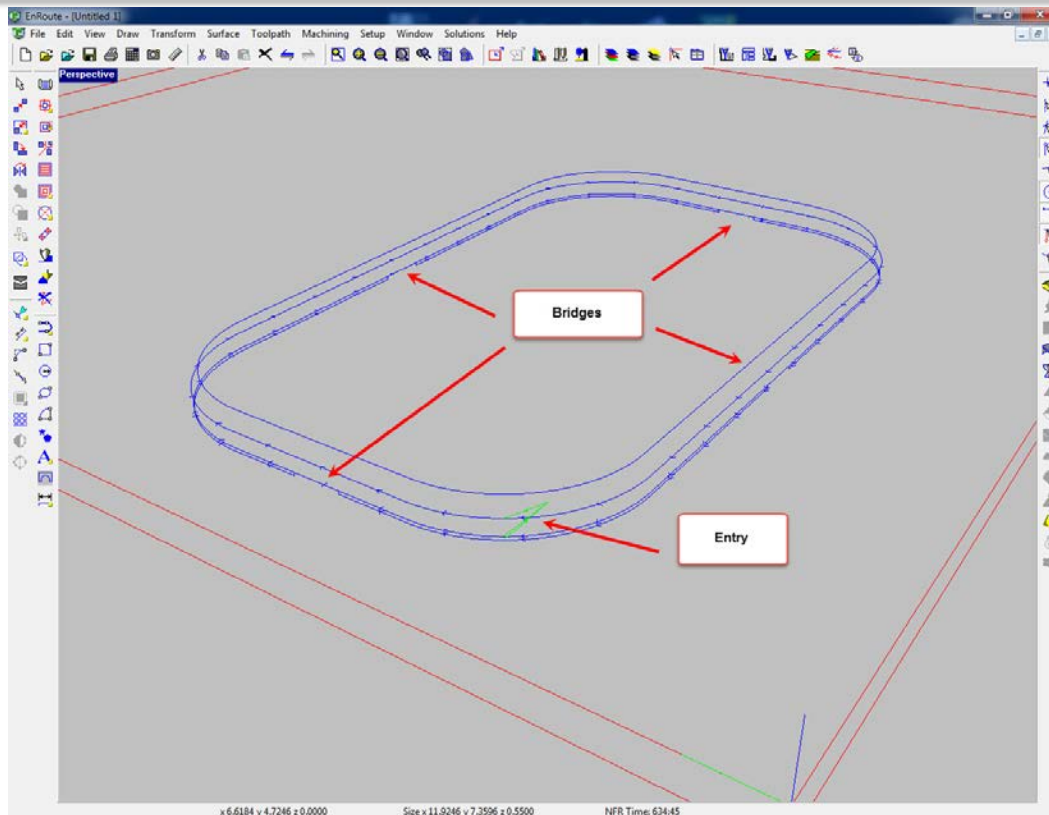 EnRoute - [Untitled 1]
File Edit View Draw Transform Surface Toolpath Machining Setup Window Solutions Help
Perspective
Bridges
Entry
x 6.6184 y 4.7246 z 0.0000 Size x 11.9246 y 7.3596 z 0.5500 NFR Time: 634:45